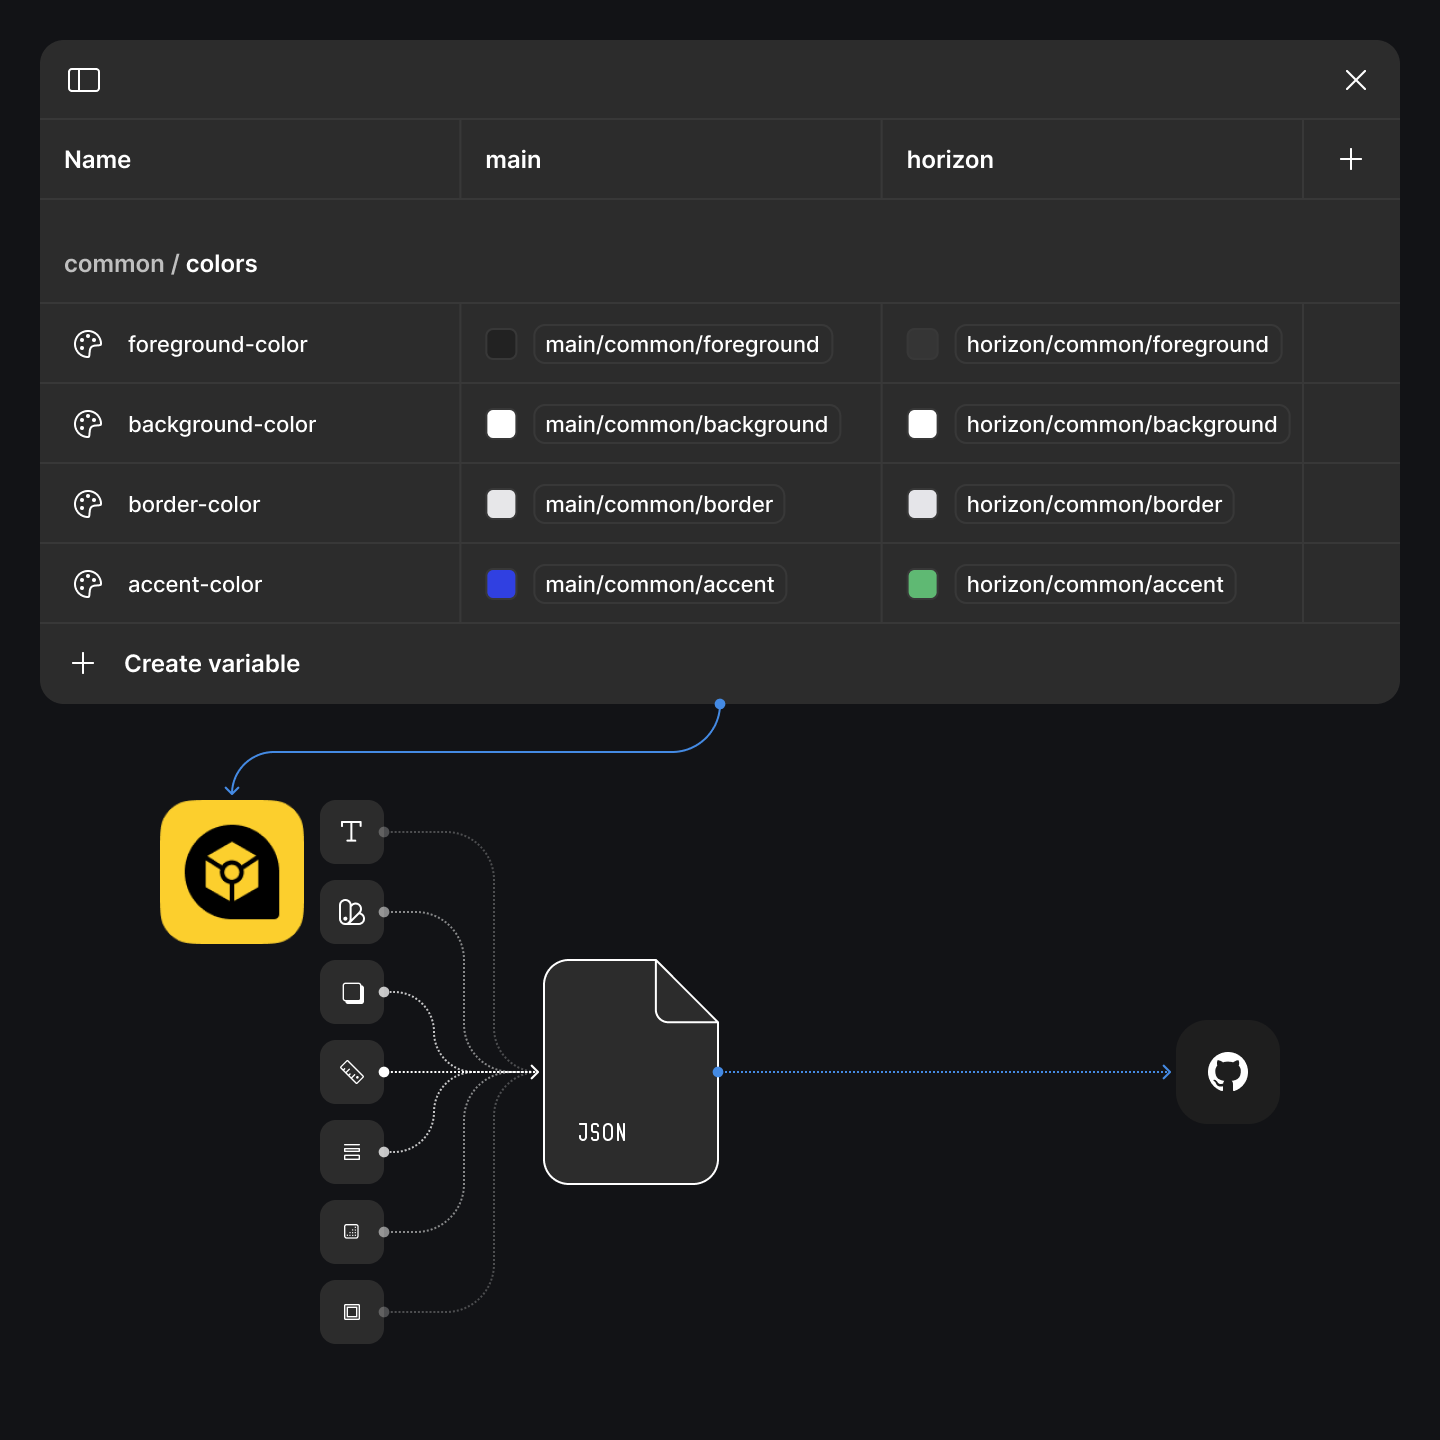 Name main horizon
common / colors
foreground-color main/common/foreground horizon/common/foreground
background-color main/common/background horizon/common/background
border-color main/common/border horizon/common/border
accent-color main/common/accent horizon/common/accent
Create variable
T
JSON